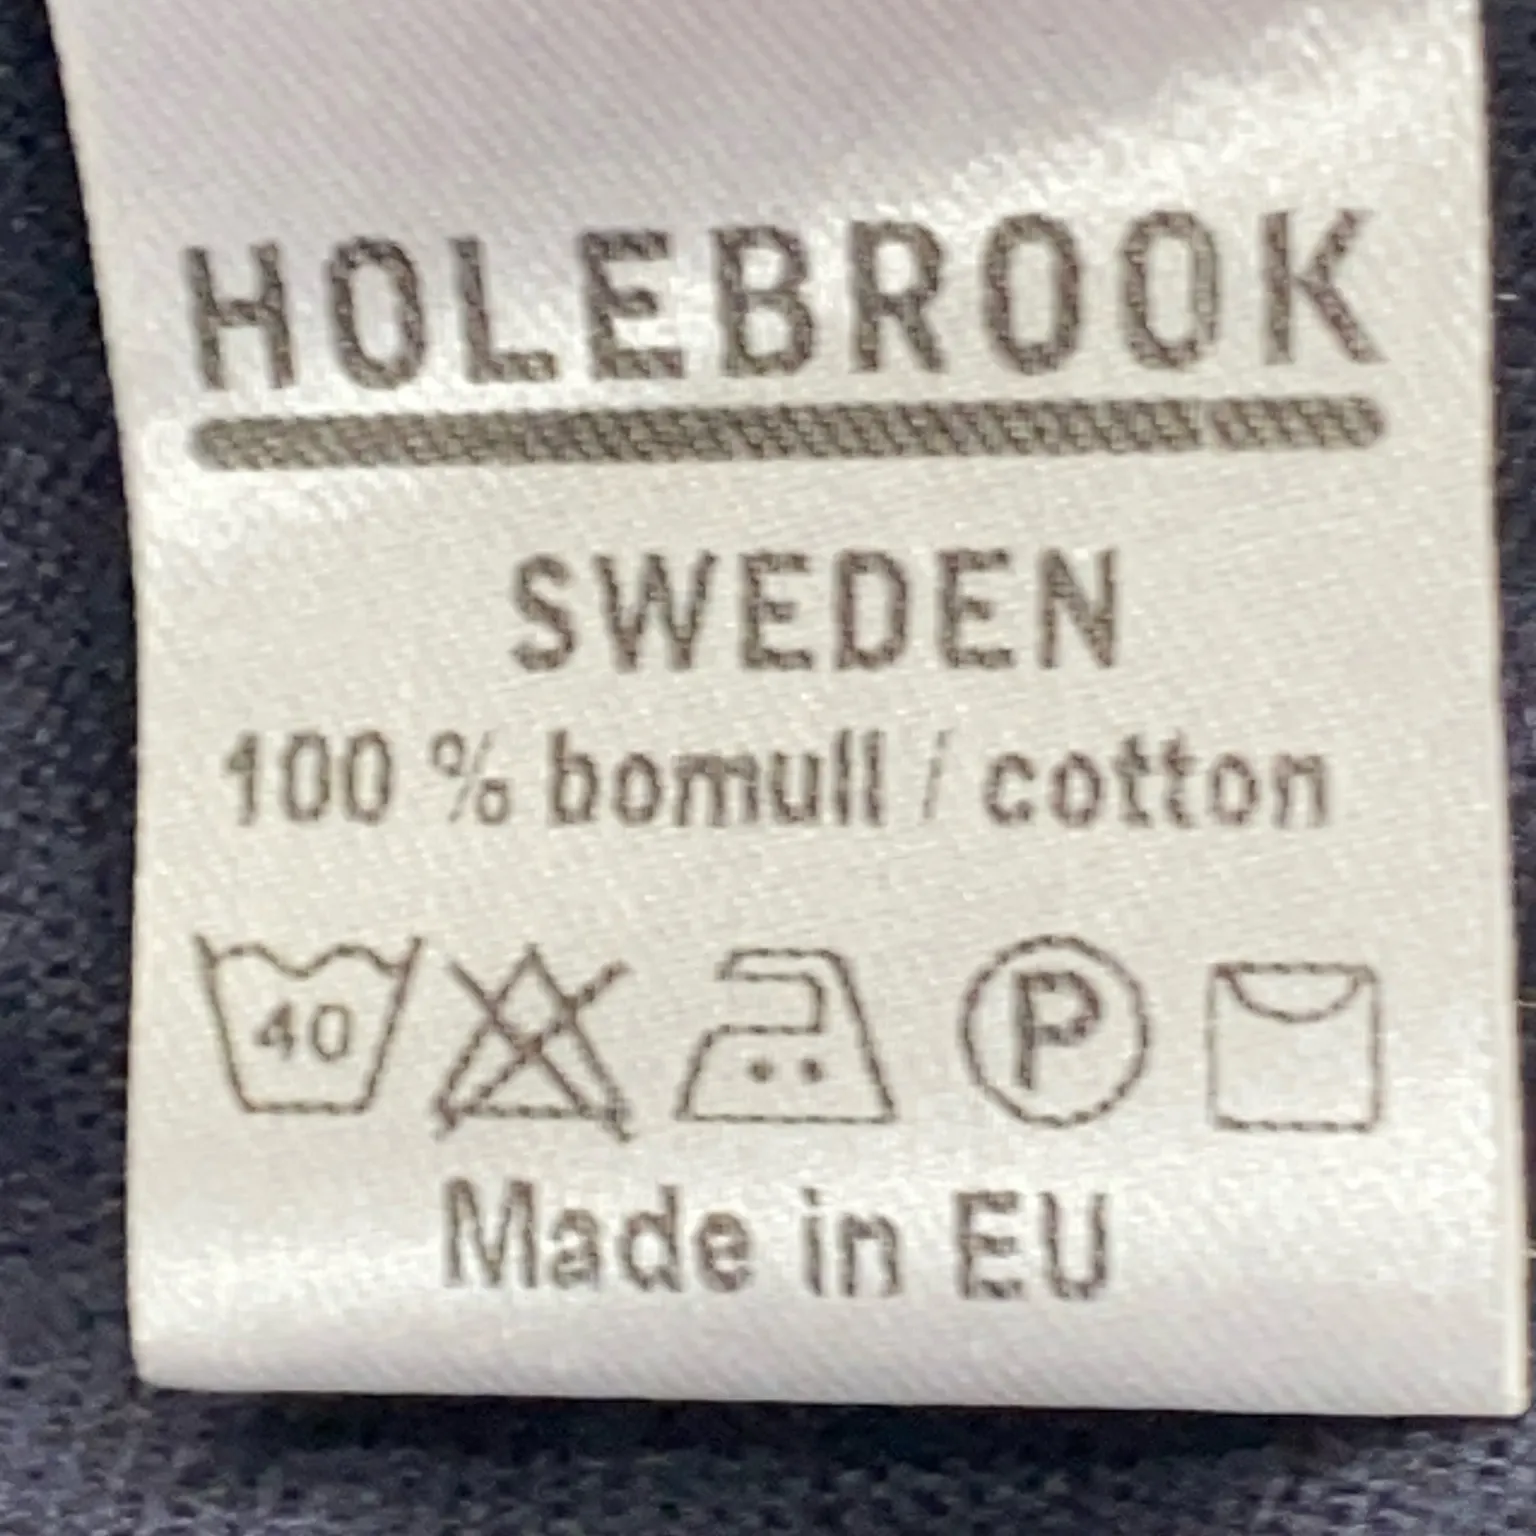 HOLEBROOK
SWEDEN
100 % bomull / cotton
40 P
Made in EU